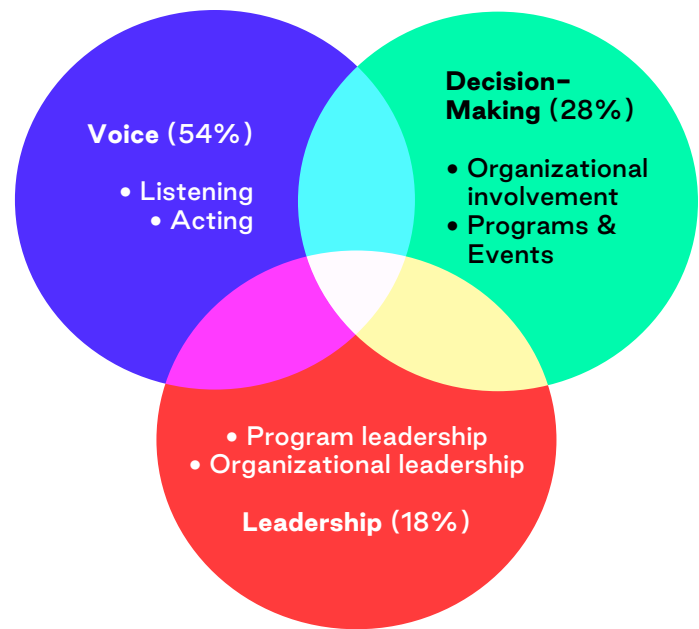 Voice (54%)
• Listening
• Acting
Decision-
Making (28%)
• Organizational
involvement
• Programs &
Events
• Program leadership
• Organizational leadership
Leadership (18%)